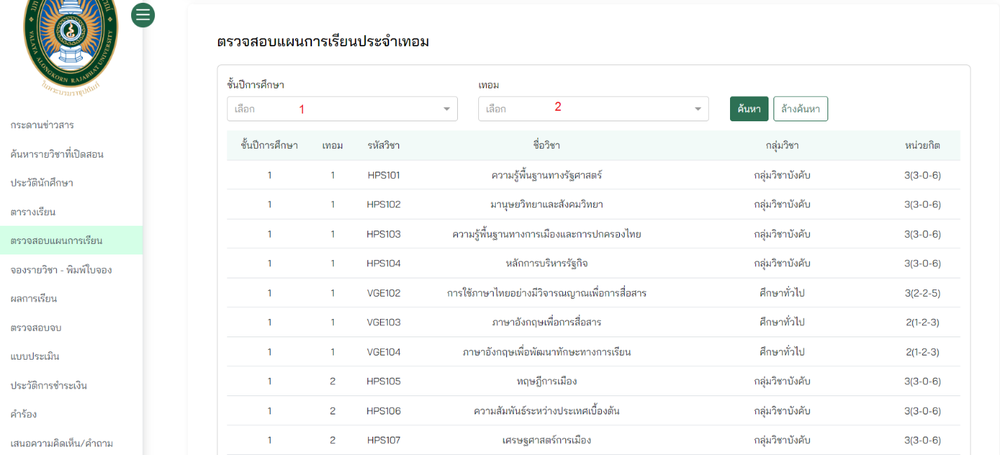 VALAYA ALONGKORN RAJABHAT UNIVERSITY
ในพระบรมราชูปถัมภ์
กระดานข่าวสาร
ค้นหารายวิชาที่เปิดสอน
ประวัตินักศึกษา
ตารางเรียน
ตรวจสอบแผนการเรียน
จองรายวิชา - พิมพ์ใบจอง
ผลการเรียน
ตรวจสอบจบ
แบบประเมิน
ประวัติการชำระเงิน
คำร้อง
เสนอความคิดเห็น/คำถาม
ตรวจสอบแผนการเรียนประจำเทอม
ชั้นปีการศึกษา เทอม
เลือก 1 เลือก 2 ค้นหา ล้างค้นหา
ชั้นปีการศึกษา เทอม รหัสวิชา ชื่อวิชา กลุ่มวิชา หน่วยกิต
1 1 HPS101 ความรู้พื้นฐานทางรัฐศาสตร์ กลุ่มวิชาบังคับ 3(3-0-6)
1 1 HPS102 มานุษยวิทยาและสังคมวิทยา กลุ่มวิชาบังคับ 3(3-0-6)
1 1 HPS103 ความรู้พื้นฐานทางการเมืองและการปกครองไทย กลุ่มวิชาบังคับ 3(3-0-6)
1 1 HPS104 หลักการบริหารรัฐกิจ กลุ่มวิชาบังคับ 3(3-0-6)
1 1 VGE102 การใช้ภาษาไทยอย่างมีวิจารณญาณเพื่อการสื่อสาร ศึกษาทั่วไป 3(2-2-5)
1 1 VGE103 ภาษาอังกฤษเพื่อการสื่อสาร ศึกษาทั่วไป 2(1-2-3)
1 1 VGE104 ภาษาอังกฤษเพื่อพัฒนาทักษะทางการเรียน ศึกษาทั่วไป 2(1-2-3)
1 2 HPS105 ทฤษฎีการเมือง กลุ่มวิชาบังคับ 3(3-0-6)
1 2 HPS106 ความสัมพันธ์ระหว่างประเทศเบื้องต้น กลุ่มวิชาบังคับ 3(3-0-6)
1 2 HPS107 เศรษฐศาสตร์การเมือง กลุ่มวิชาบังคับ 3(3-0-6)